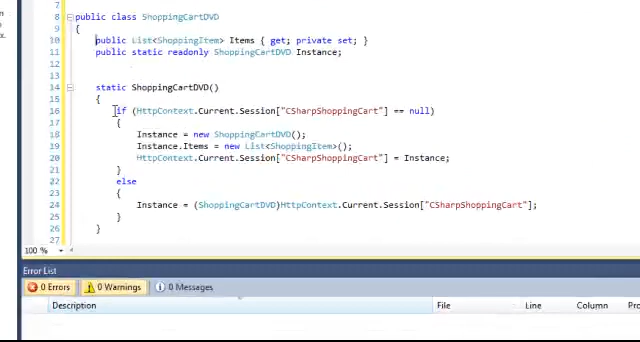 7
8 public class ShoppingCartDVD
9 {
10 public List<ShoppingItem> Items { get; private set; }
11 public static readonly ShoppingCartDVD Instance;
12
13
14 static ShoppingCartDVD()
15 {
16 if (HttpContext.Current.Session["CSharpShoppingCart"] == null)
17 {
18 Instance = new ShoppingCartDVD();
19 Instance.Items = new List<ShoppingItem>();
20 HttpContext.Current.Session["CSharpShoppingCart"] = Instance;
21 }
22 else
23 {
24 Instance = (ShoppingCartDVD)HttpContext.Current.Session["CSharpShoppingCart"];
25 }
26 }
27
100 %
Error List
0 Errors 0 Warnings 0 Messages
Description File Line Column